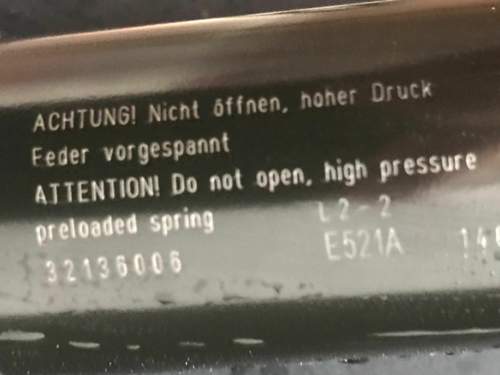 ACHTUNG! Nicht öffnen, hoher Druck
Feder vorgespannt
ATTENTION! Do not open, high pressure
preloaded spring
L2-2
32136006
E521A